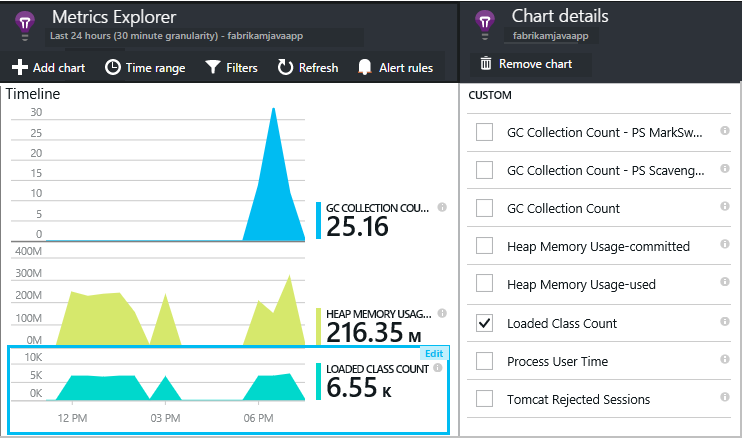 Metrics Explorer
Last 24 hours (30 minute granularity) - fabrikamjavaapp
Add chart
Time range
Filters
Refresh
Alert rules
Timeline
30
25
20
15
10
5
0
GC COLLECTION COU...
25.16
400M
300M
200M
100M
0M
HEAP MEMORY USAG...
216.35 M
Edit
10K
5K
0K
LOADED CLASS COUNT
6.55 K
12 PM
03 PM
06 PM
Chart details
fabrikamjavaapp
Remove chart
CUSTOM
GC Collection Count - PS MarkSw...
GC Collection Count - PS Scaveng...
GC Collection Count
Heap Memory Usage-committed
Heap Memory Usage-used
Loaded Class Count
Process User Time
Tomcat Rejected Sessions